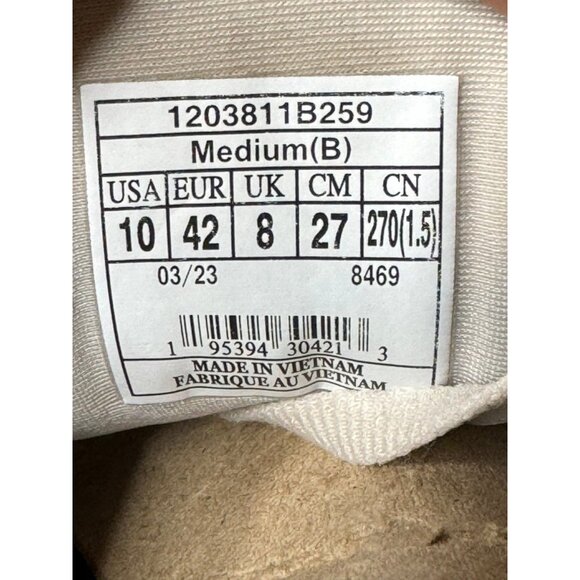 1203811B259
Medium(B)
USA EUR UK CM CN
10 42 8 27 270(1.5)
03/23 8469
1 95394 30421 3
MADE IN VIETNAM
FABRIQUE AU VIETNAM